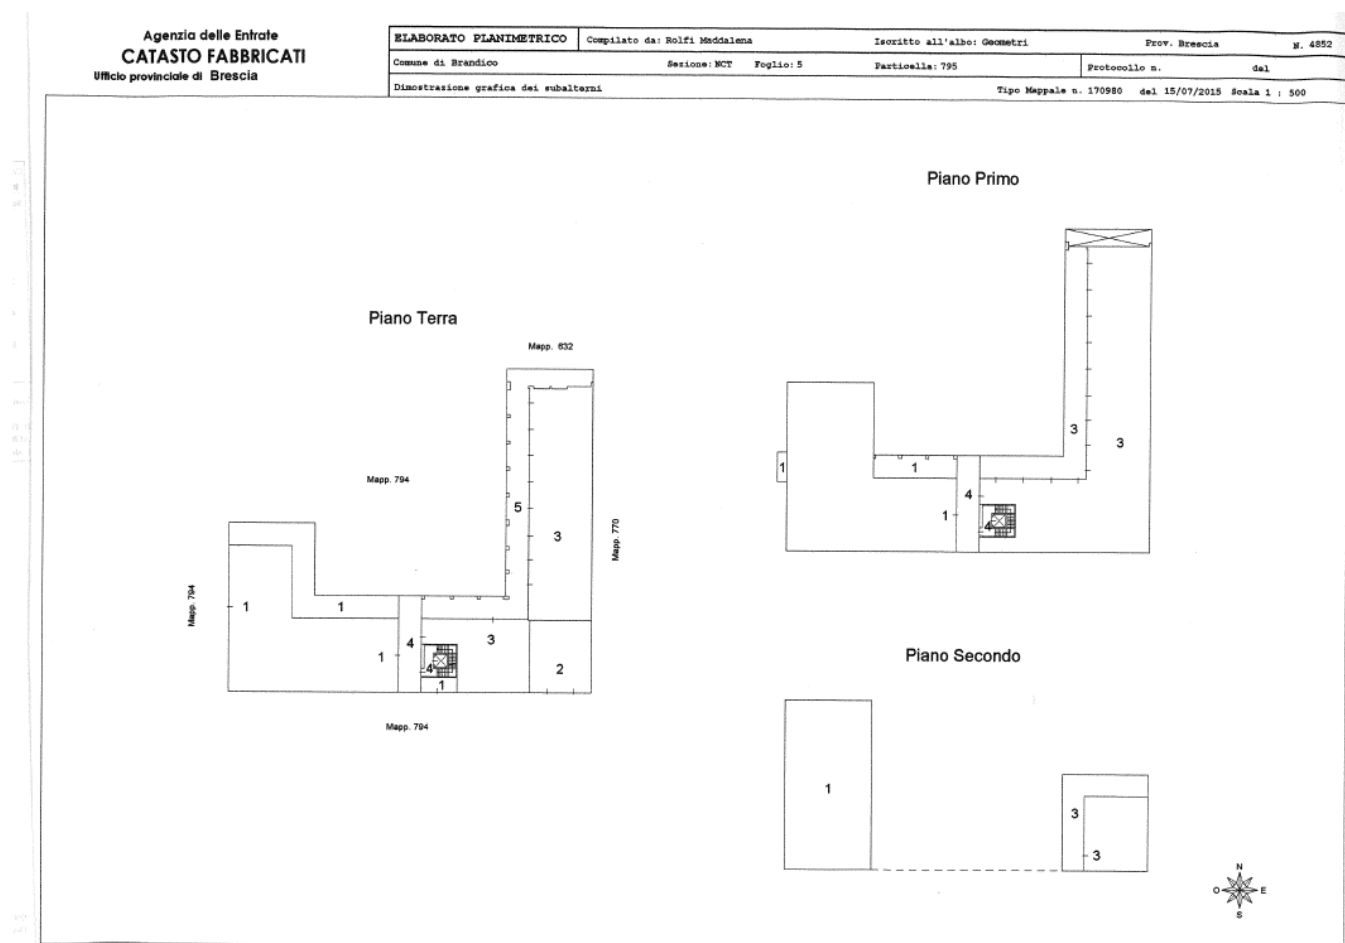 Agenzia delle Entrate
CATASTO FABBRICATI
Ufficio provinciale di Brescia
ELABORATO PLANIMETRICO
Compilato da: Rolfi Maddalena
Iscritto all'albo: Geometri
Prov. Brescia
N. 4852
Comune di Brandico
Sezione: NCT
Foglio: 5
Particella: 795
Protocollo n.
del
Dimostrazione grafica dei subalterni
Tipo Mappale n. 170980
del 15/07/2015
Scala 1 : 500
Piano Primo
3
3
1
1
4
1
4
Piano Terra
Mapp. 632
Mapp. 794
5
3
Mapp. 770
Mapp. 794
1
1
4
3
1
4
1
2
Mapp. 794
Piano Secondo
1
3
3
N
O
E
S